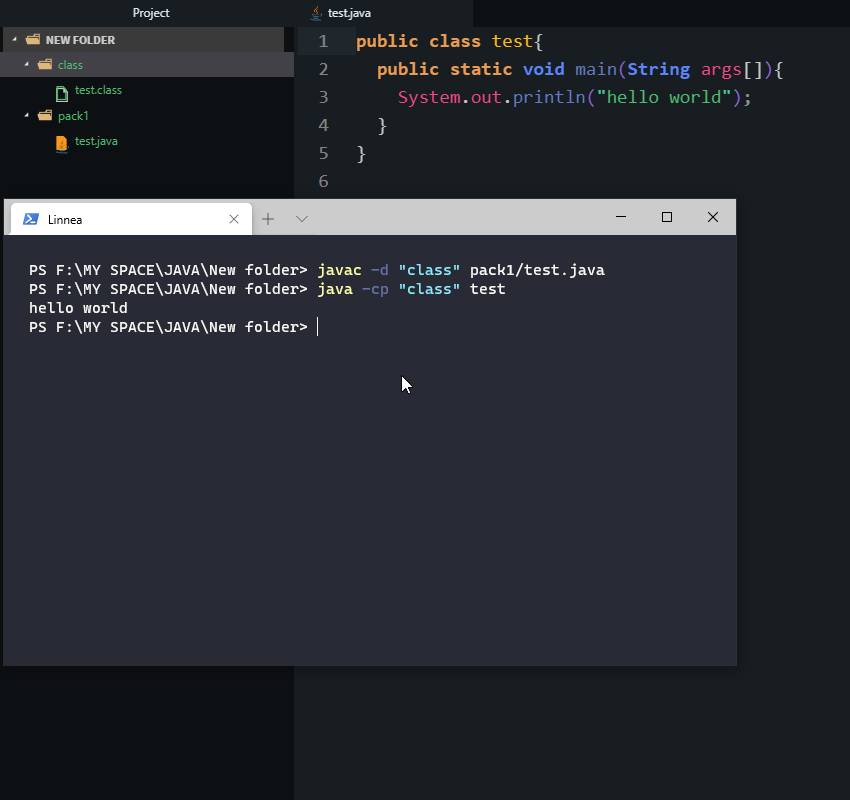 Project
test.java
NEW FOLDER
class
test.class
pack1
test.java
1 public class test{
2 public static void main(String args[]){
3 System.out.println("hello world");
4 }
5 }
6
Linnea
PS F:\MY SPACE\JAVA\New folder> javac -d "class" pack1/test.java
PS F:\MY SPACE\JAVA\New folder> java -cp "class" test
hello world
PS F:\MY SPACE\JAVA\New folder>